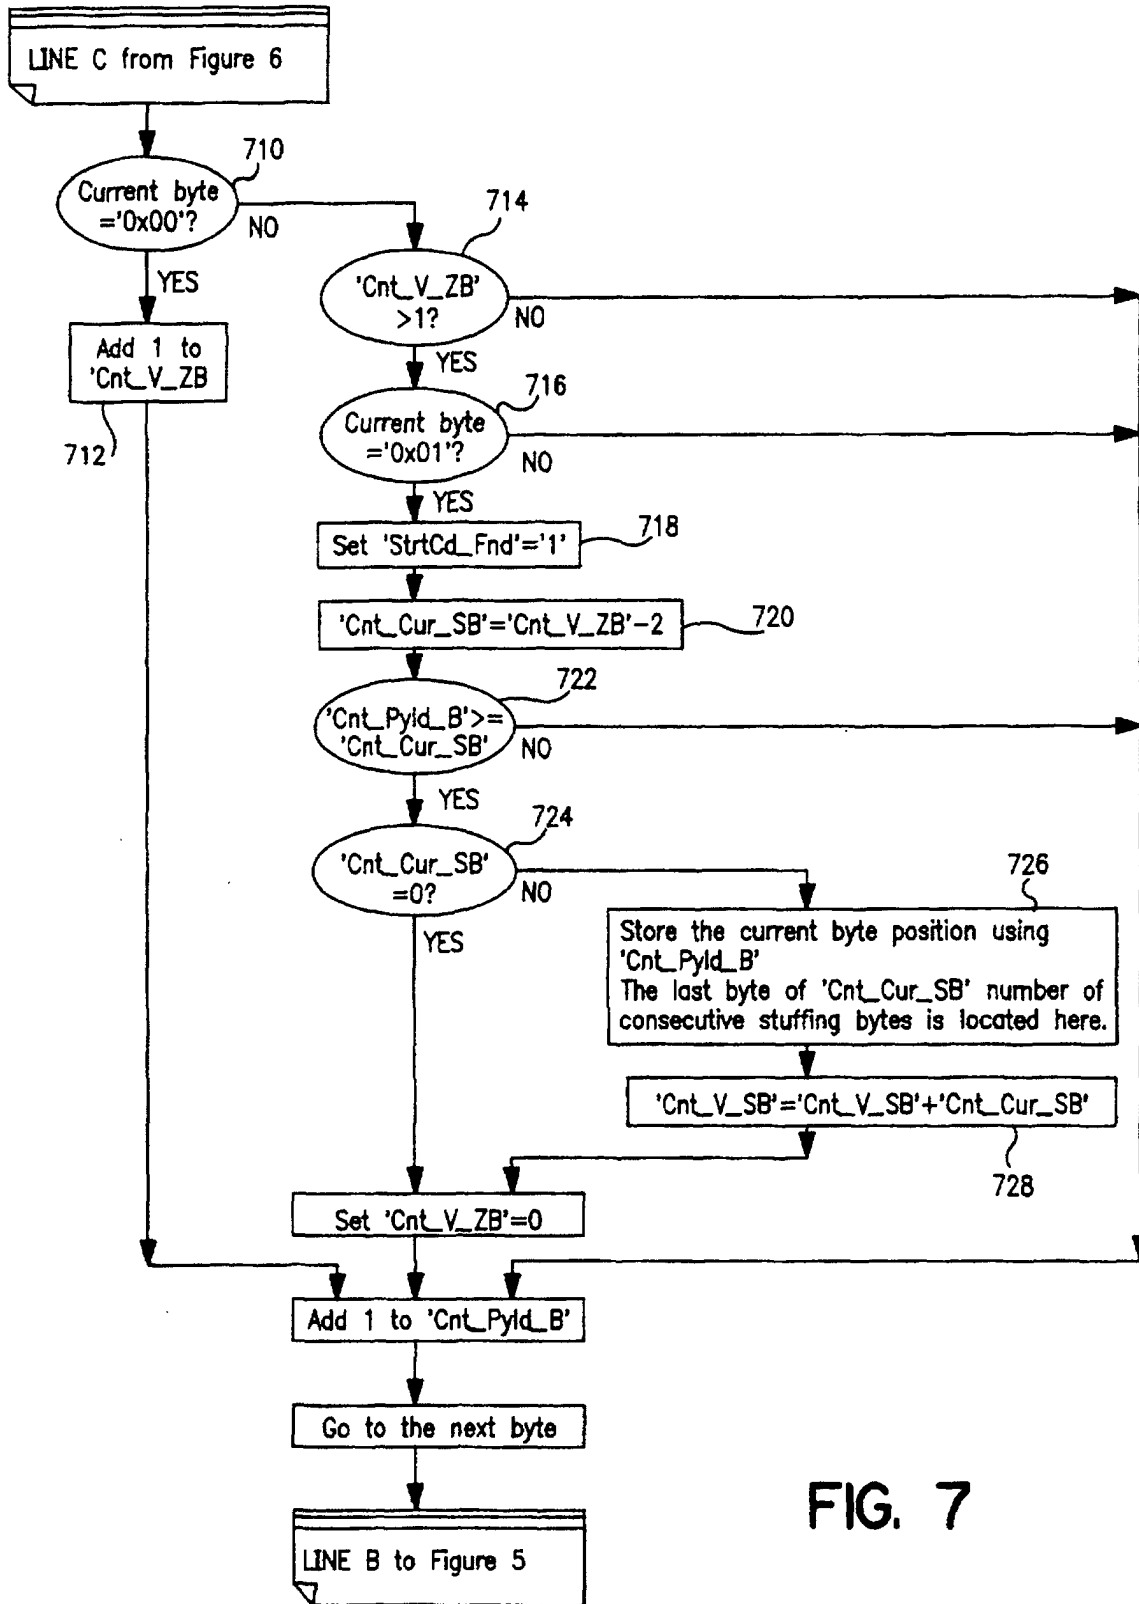 LINE C from Figure 6
710
Current byte
='0x00'?
NO
YES
714
'Cnt_V_ZB'
>1?
NO
YES
Add 1 to
'Cnt_V_ZB
712
716
Current byte
='0x01'?
NO
YES
718
Set 'StrtCd_Fnd'='1'
'Cnt_Cur_SB'='Cnt_V_ZB'-2
720
722
'Cnt_Pyld_B'>=
'Cnt_Cur_SB'
NO
YES
724
'Cnt_Cur_SB'
=0?
NO
YES
726
Store the current byte position using
'Cnt_Pyld_B'
The last byte of 'Cnt_Cur_SB' number of
consecutive stuffing bytes is located here.
'Cnt_V_SB'='Cnt_V_SB'+'Cnt_Cur_SB'
728
Set 'Cnt_V_ZB'=0
Add 1 to 'Cnt_Pyld_B'
Go to the next byte
LINE B to Figure 5
FIG. 7